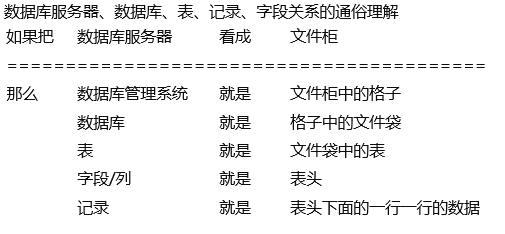 数据库服务器、数据库、表、记录、字段关系的通俗理解
如果把 数据库服务器 看成 文件柜
=========================================
那么 数据库管理系统 就是 文件柜中的格子
数据库 就是 格子中的文件袋
表 就是 文件袋中的表
字段/列 就是 表头
记录 就是 表头下面的一行一行的数据